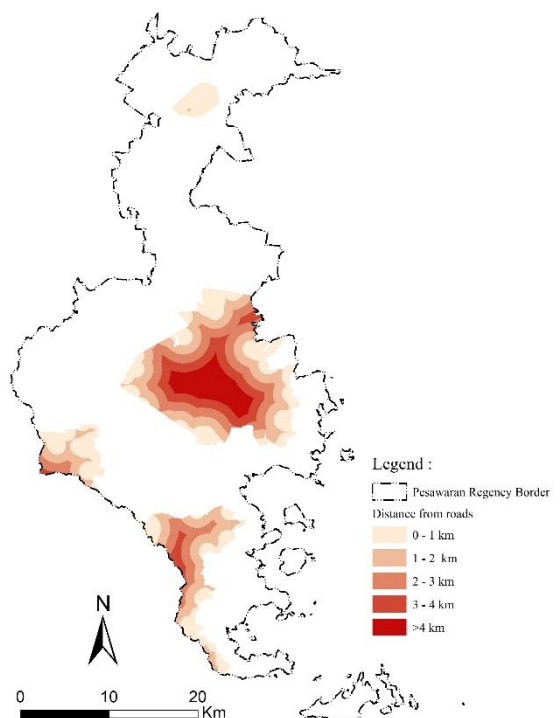 Legend :
Pesawaran Regency Border
Distance from roads
0 - 1 km
1 - 2 km
2 - 3 km
3 - 4 km
>4 km
N
0 10 20
Km